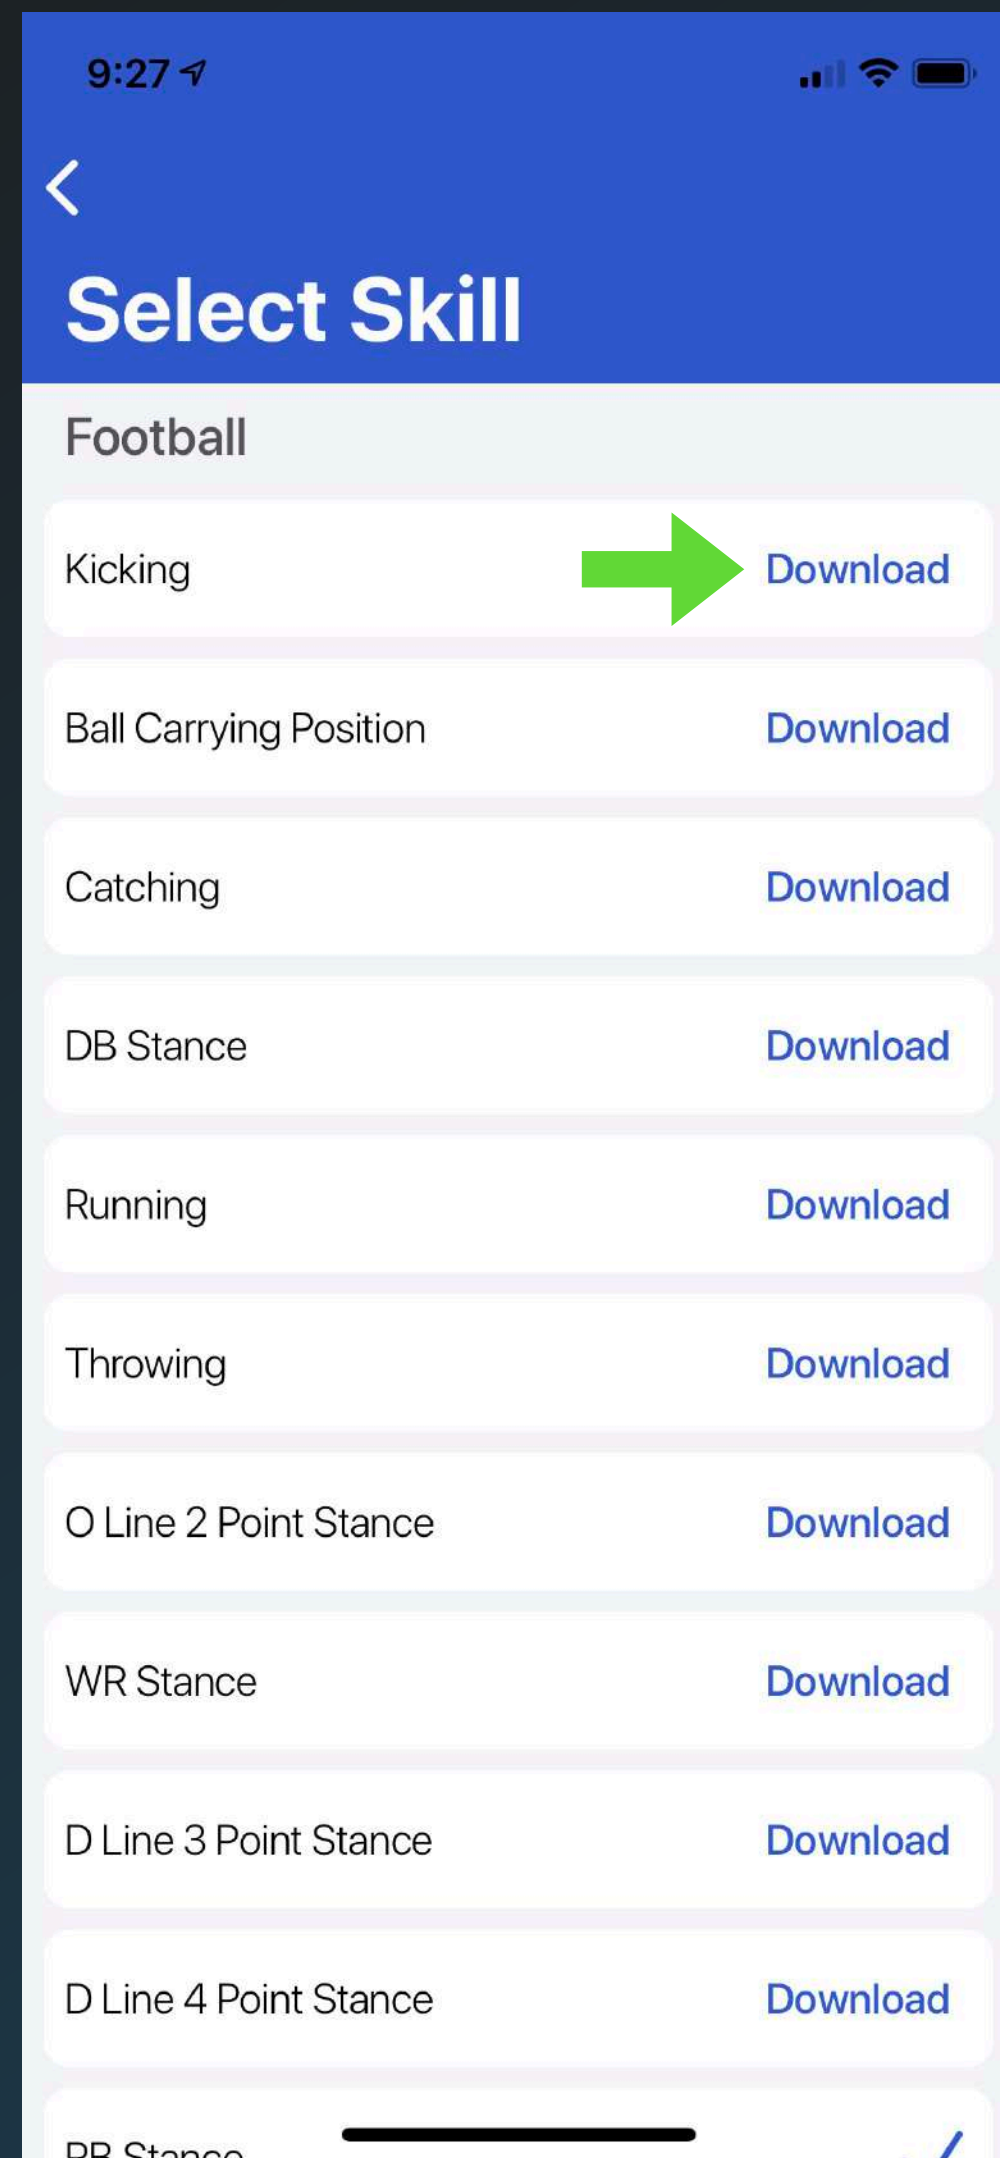 9:27
Select Skill
Football
Kicking Download
Ball Carrying Position Download
Catching Download
DB Stance Download
Running Download
Throwing Download
O Line 2 Point Stance Download
WR Stance Download
D Line 3 Point Stance Download
D Line 4 Point Stance Download
Stance